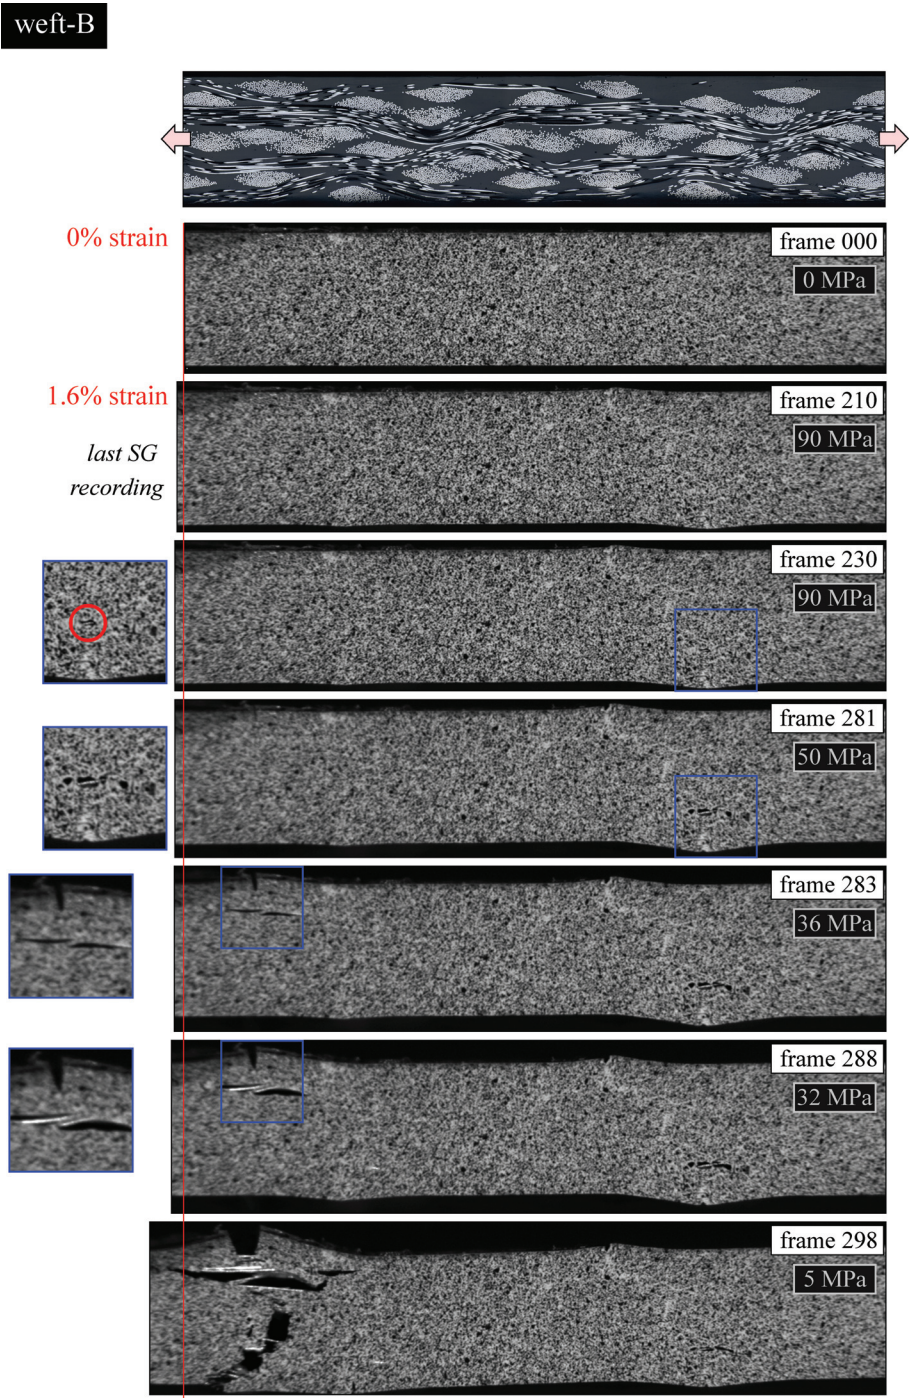 weft-B
0% strain
frame 000
0 MPa
1.6% strain
frame 210
90 MPa
last SG
recording
frame 230
90 MPa
frame 281
50 MPa
frame 283
36 MPa
frame 288
32 MPa
frame 298
5 MPa